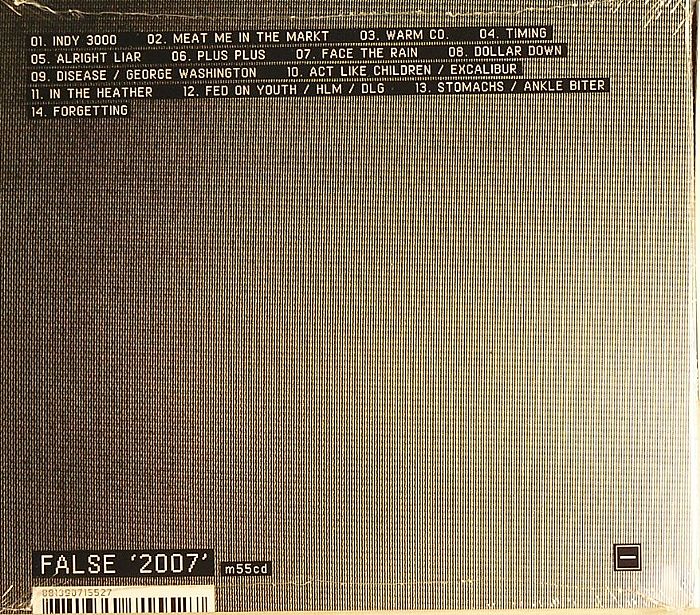 01. INDY 3000 02. MEAT ME IN THE MARKT 03. WARM CO. 04. TIMING
05. ALRIGHT LIAR 06. PLUS PLUS 07. FACE THE RAIN 08. DOLLAR DOWN
09. DISEASE / GEORGE WASHINGTON 10. ACT LIKE CHILDREN / EXCALIBUR
11. IN THE HEATHER 12. FED ON YOUTH / HLM / DLG 13. STOMACHS / ANKLE BITER
14. FORGETTING
FALSE ‘2007’ m55cd
881390715527